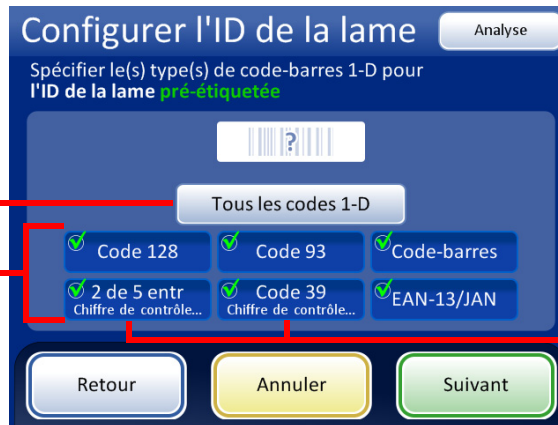 Configurer l'ID de la lame
Analyse
Spécifier le(s) type(s) de code-barres 1-D pour
l'ID de la lame pré-étiquetée
?
Tous les codes 1-D
Code 128
Code 93
Code-barres
2 de 5 entr
Chiffre de contrôle...
Code 39
Chiffre de contrôle...
EAN-13/JAN
Retour
Annuler
Suivant